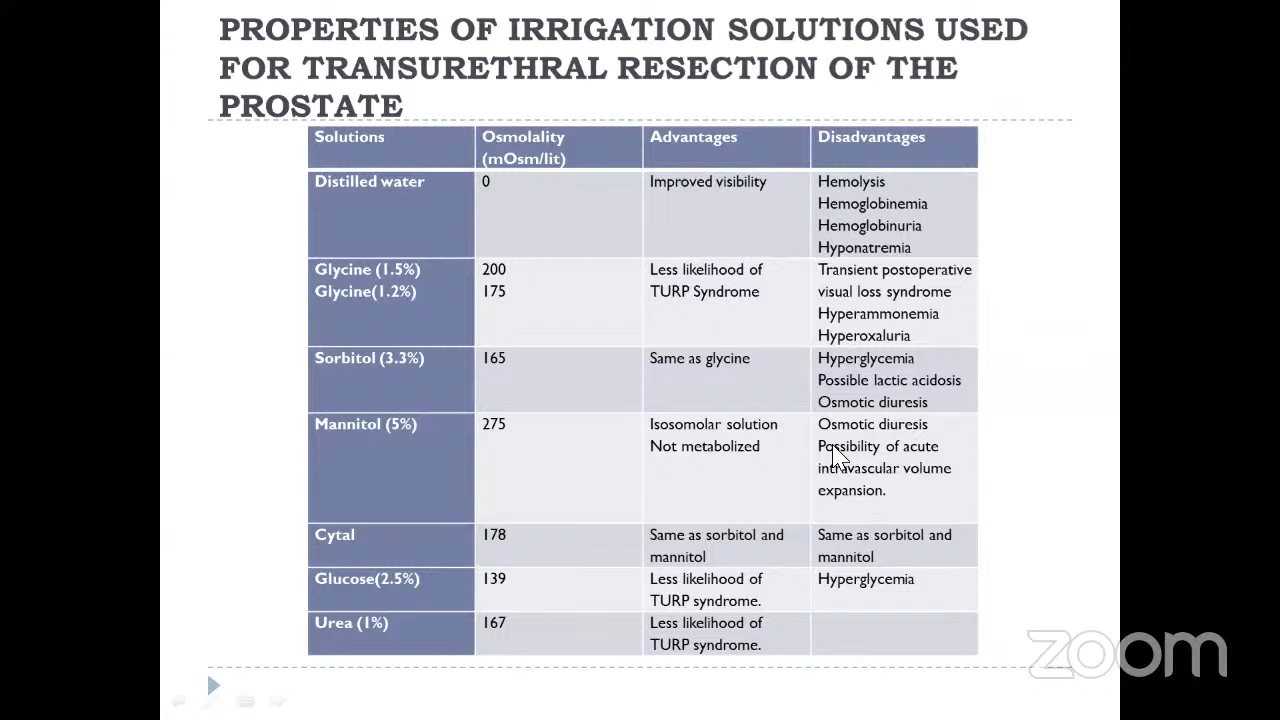 PROPERTIES OF IRRIGATION SOLUTIONS USED
FOR TRANSURETHRAL RESECTION OF THE
PROSTATE
Solutions
Osmolality
(mOsm/lit)
Advantages
Disadvantages
Distilled water
0
Improved visibility
Hemolysis
Hemoglobinemia
Hemoglobinuria
Hyponatremia
Glycine (1.5%)
Glycine(1.2%)
200
175
Less likelihood of
TURP Syndrome
Transient postoperative
visual loss syndrome
Hyperammonemia
Hyperoxaluria
Sorbitol (3.3%)
165
Same as glycine
Hyperglycemia
Possible lactic acidosis
Osmotic diuresis
Mannitol (5%)
275
Isosomolar solution
Not metabolized
Osmotic diuresis
Possibility of acute
intravascular volume
expansion.
Cytal
178
Same as sorbitol and
mannitol
Same as sorbitol and
mannitol
Glucose(2.5%)
139
Less likelihood of
TURP syndrome.
Hyperglycemia
Urea (1%)
167
Less likelihood of
TURP syndrome.
zoom